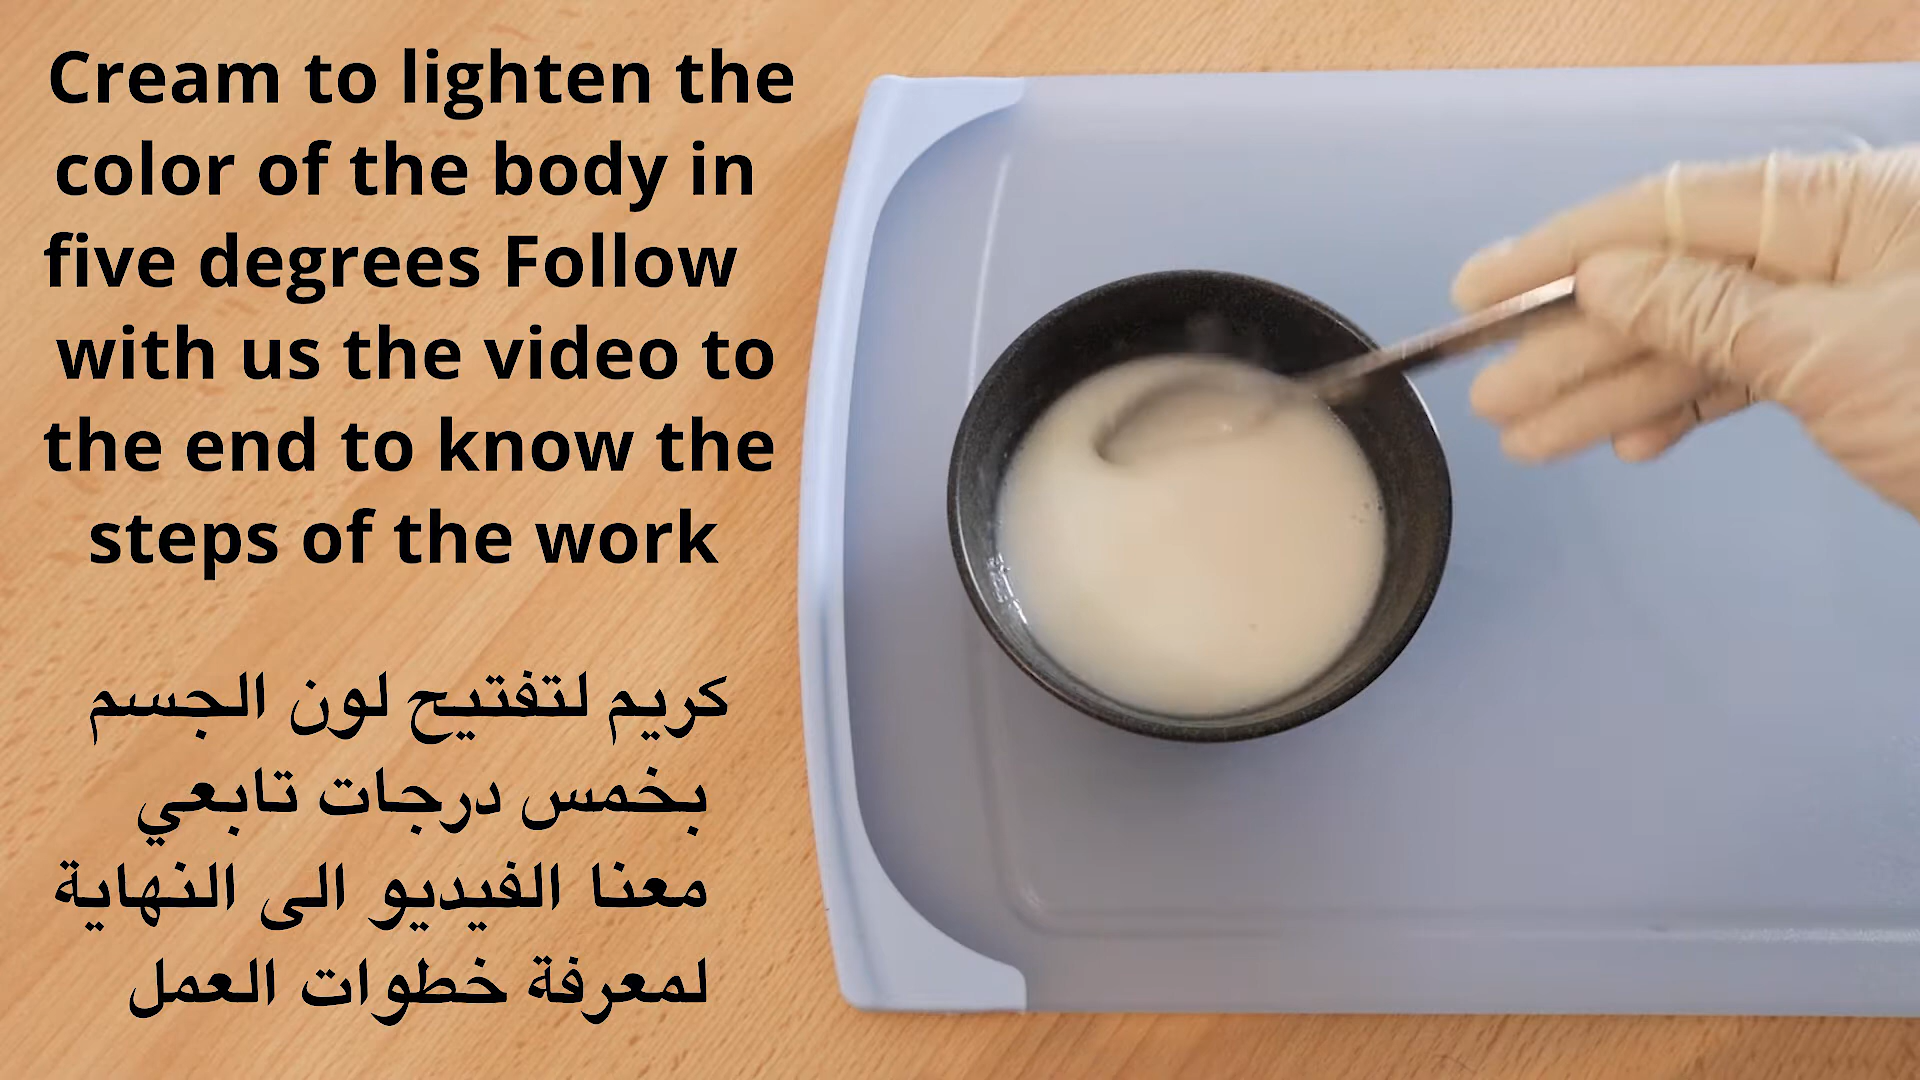 Cream to lighten the
color of the body in
five degrees Follow
with us the video to
the end to know the
steps of the work
كريم لتفتيح لون الجسم
بخمس درجات تابعي
معنا الفيديو الى النهاية
لمعرفة خطوات العمل